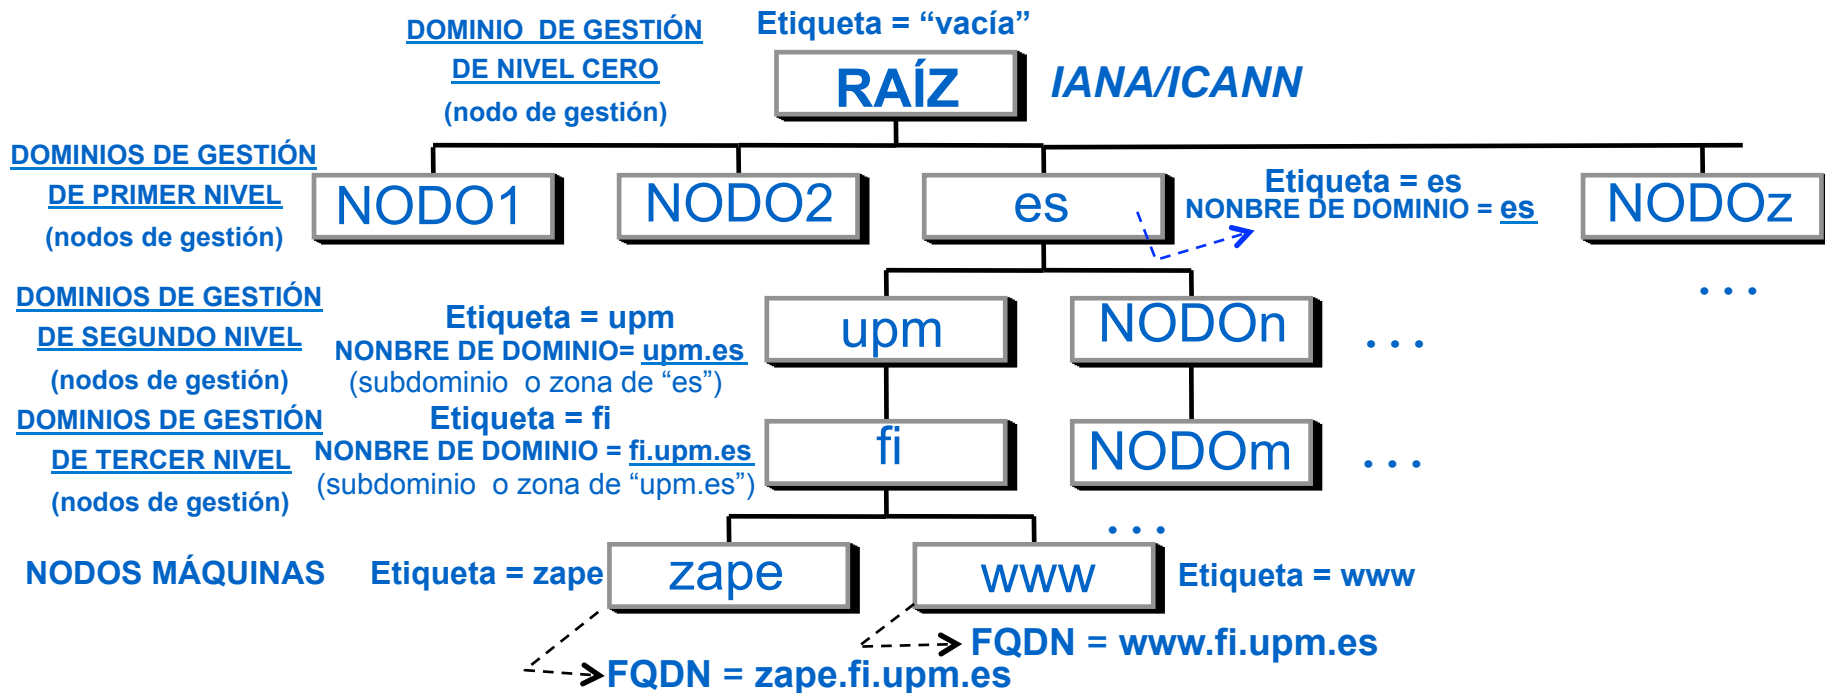 DOMINIO DE GESTIÓN
DE NIVEL CERO
(nodo de gestión)
Etiqueta = “vacía”
RAÍZ
IANA/ICANN
DOMINIOS DE GESTIÓN
DE PRIMER NIVEL
(nodos de gestión)
NODO1
NODO2
es
Etiqueta = es
NONBRE DE DOMINIO = es
NODOz
. . .
DOMINIOS DE GESTIÓN
DE SEGUNDO NIVEL
(nodos de gestión)
Etiqueta = upm
NONBRE DE DOMINIO= upm.es
(subdominio o zona de “es”)
upm
NODOn
. . .
DOMINIOS DE GESTIÓN
DE TERCER NIVEL
(nodos de gestión)
Etiqueta = fi
NONBRE DE DOMINIO = fi.upm.es
(subdominio o zona de “upm.es”)
fi
NODOm
. . .
. . .
NODOS MÁQUINAS
Etiqueta = zape
zape
www
Etiqueta = www
FQDN = www.fi.upm.es
FQDN = zape.fi.upm.es